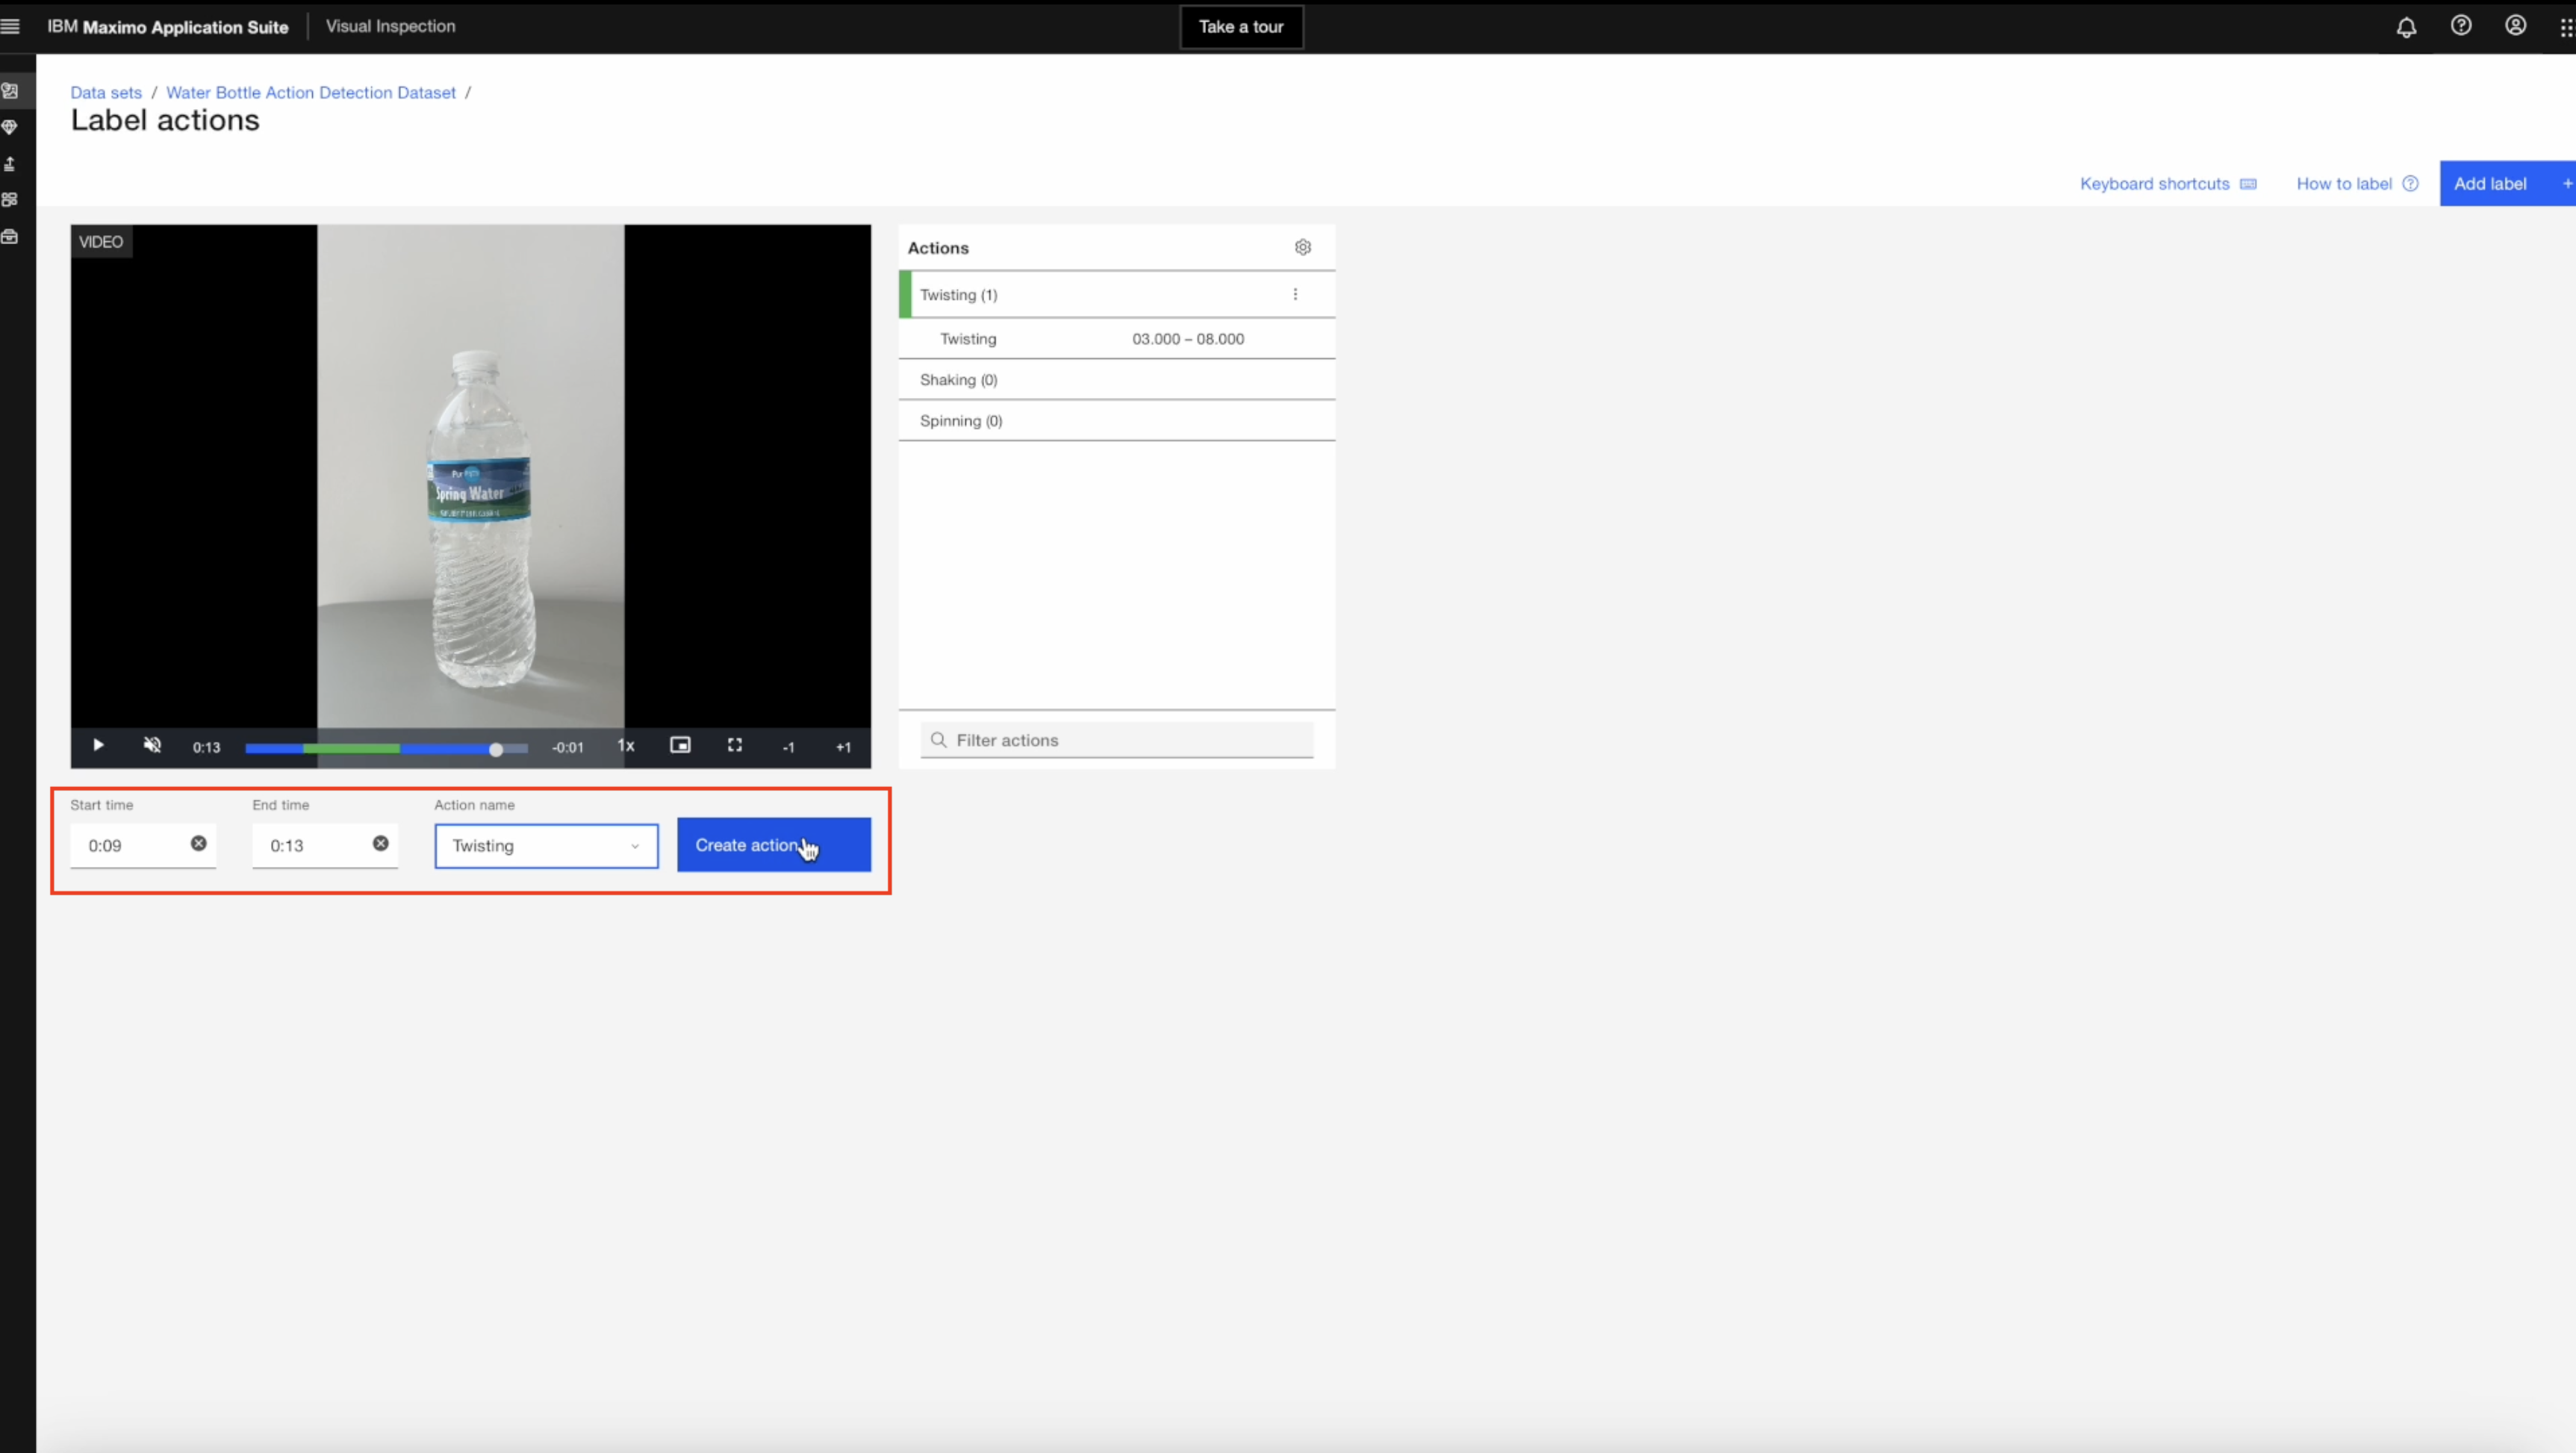 IBM Maximo Application Suite
Visual Inspection
Take a tour
Data sets / Water Bottle Action Detection Dataset /
Label actions
Keyboard shortcuts
How to label
Add label +
VIDEO
Spring Water
0:13
-0:01
1x
-1
+1
Actions
Twisting (1)
Twisting 03.000 – 08.000
Shaking (0)
Spinning (0)
Filter actions
Start time
End time
Action name
0:09
0:13
Twisting
Create action